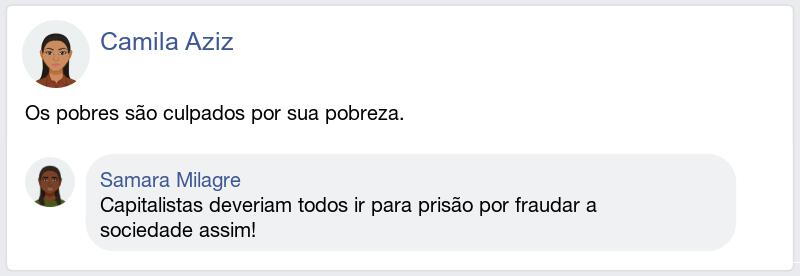 Camila Aziz
Os pobres são culpados por sua pobreza.
Samara Milagre
Capitalistas deveriam todos ir para prisão por fraudar a
sociedade assim!